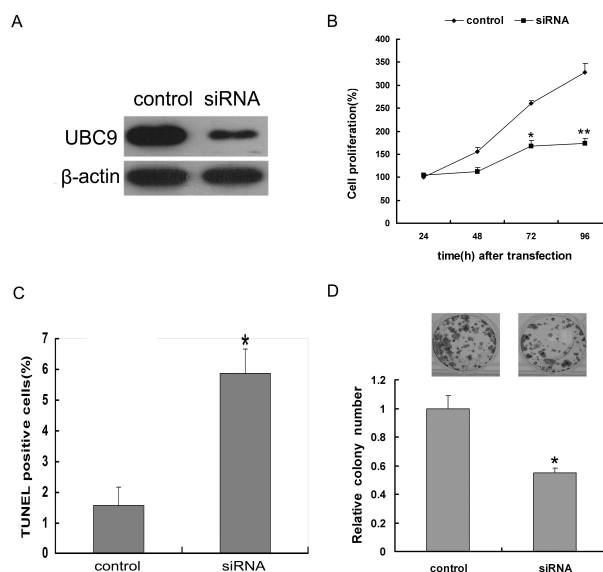 A
control siRNA
UBC9
β-actin
B
control siRNA
Cell proliferation(%)
400
350
300
250
200
150
100
50
0
*
**
24 48 72 96
time(h) after transfection
C
TUNEL positive cells(%)
7
6
5
4
3
2
1
0
*
control siRNA
D
Relative colony number
1.2
1
0.8
0.6
0.4
0.2
0
*
control siRNA